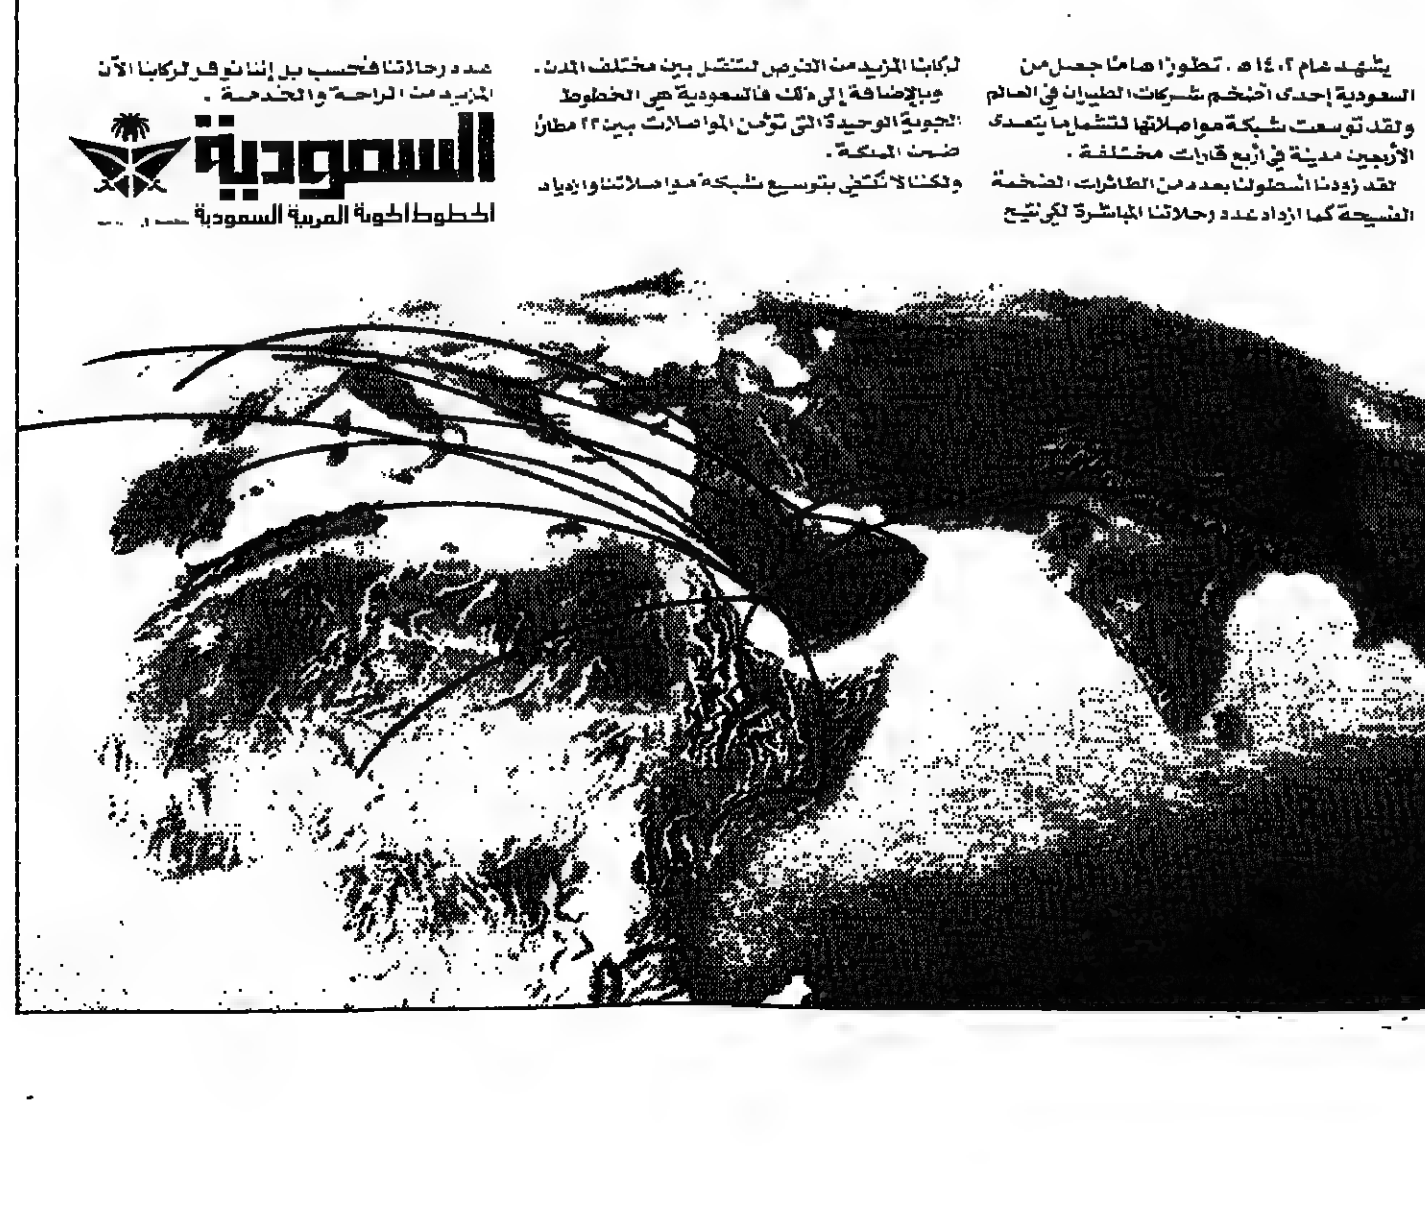 يشهد عام ١٤٠٢ هـ . تطورا هاما جعل من
السعودية إحدى أضخم شركات الطيران في العالم
ولقد توسعت شبكة مواصلاتها لتشمل ما يتعدى
الأربعين مدينة في أربع قارات مختلفة .
لقد زودنا أسطولنا بعدد من الطائرات الضخمة
الفسيحة كما ازداد عدد رحلاتنا المباشرة لكي نتيح
لركابنا المزيد من الفرص للتنقل بين مختلف المدن .
وبالإضافة إلى ذلك فالسعودية هي الخطوط
الجوية الوحيدة التي تؤمن المواصلات بين ٢٢ مطارا
ضمن المملكة .
ولكننا لا نكتفي بتوسيع شبكة مواصلاتنا وازدياد
عدد رحلاتنا فحسب بل إننا نوفر لركابنا الآن
المزيد من الراحة والخدمة .
السعودية
الخطوط الجوية العربية السعودية